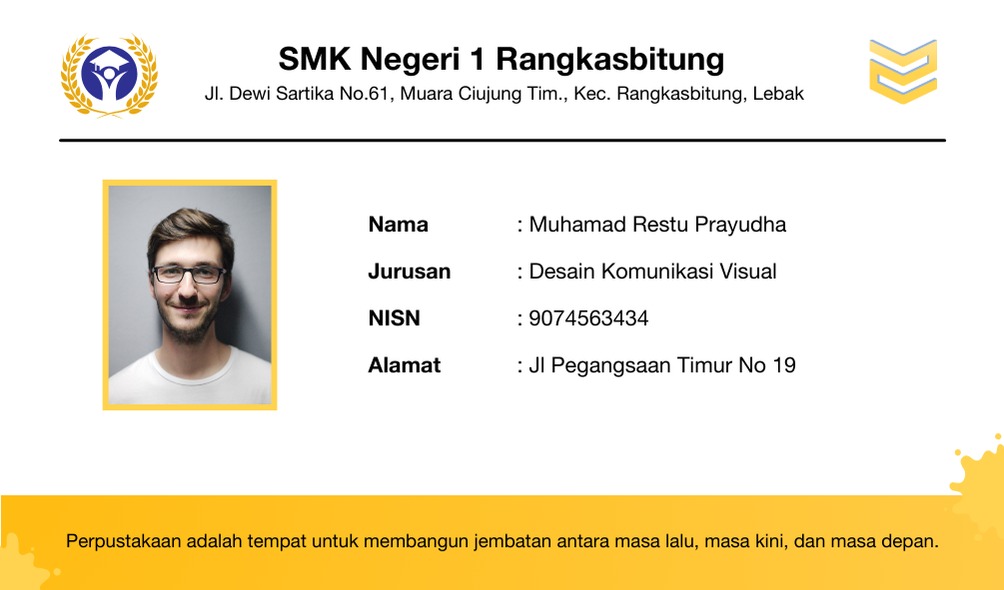 SMK Negeri 1 Rangkasbitung
Jl. Dewi Sartika No.61, Muara Ciujung Tim., Kec. Rangkasbitung, Lebak
Nama : Muhamad Restu Prayudha
Jurusan : Desain Komunikasi Visual
NISN : 9074563434
Alamat : Jl Pegangsaan Timur No 19
Perpustakaan adalah tempat untuk membangun jembatan antara masa lalu, masa kini, dan masa depan.